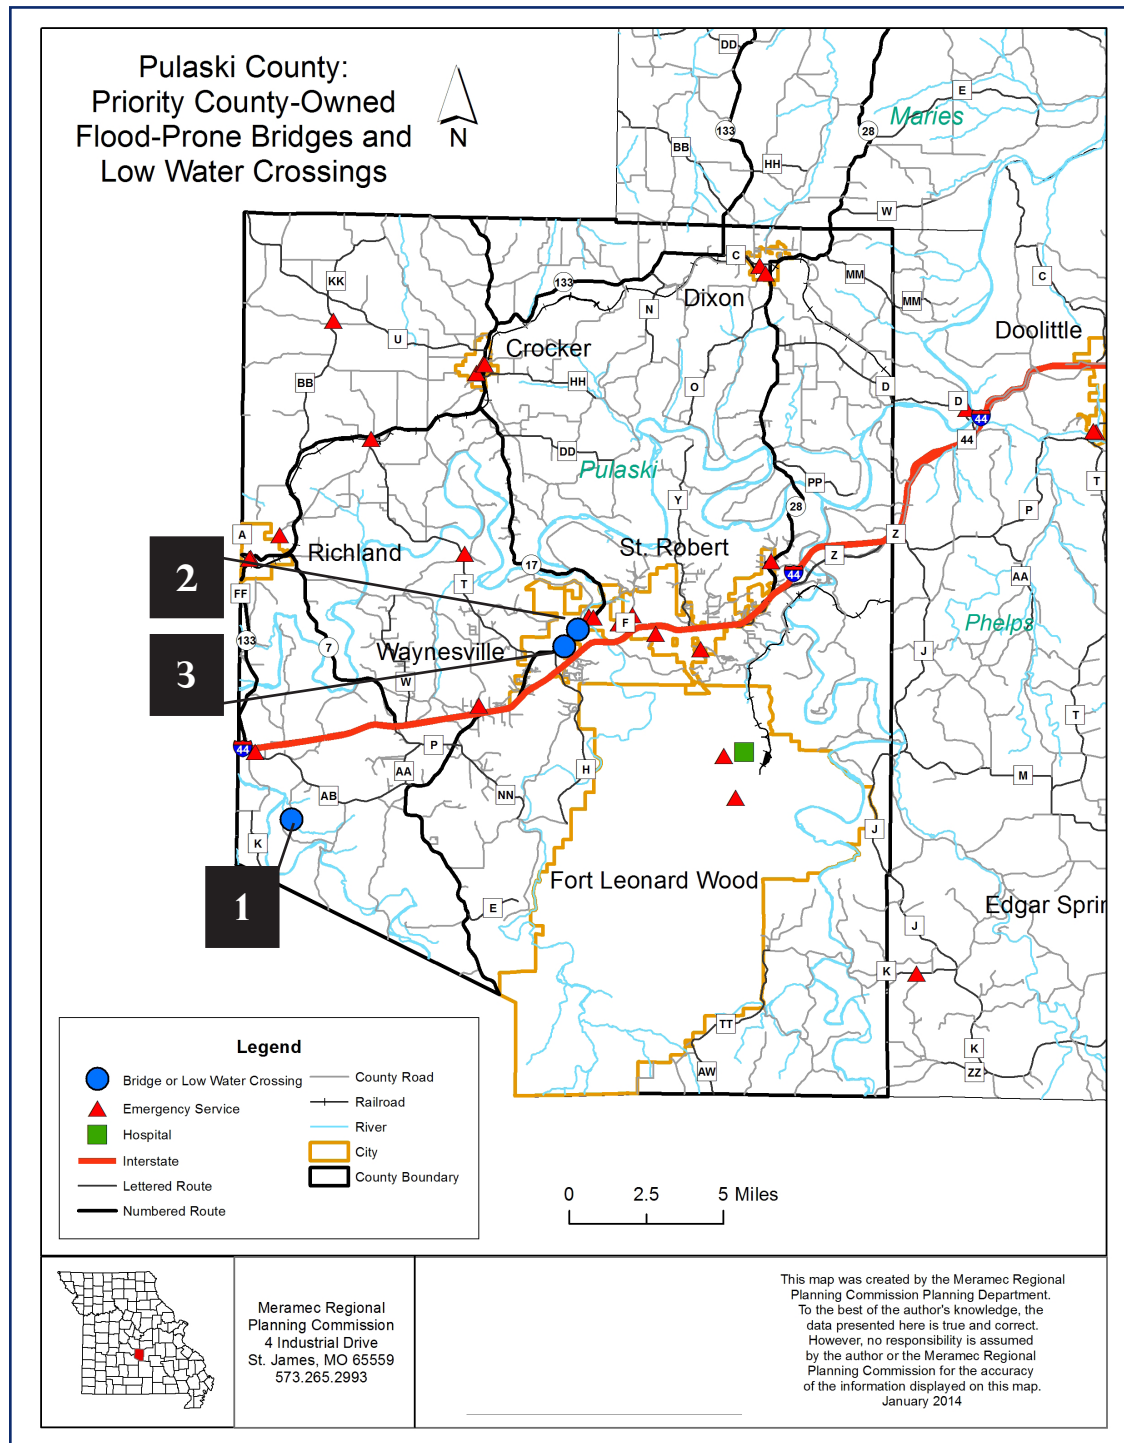 Pulaski County:
Priority County-Owned
Flood-Prone Bridges and
Low Water Crossings
N
DD
E
Maries
133
28
BB
HH
W
C
133
KK
MM
C
Dixon
MM
N
Doolittle
U
Crocker
BB
HH
O
D
D
44
44
DD
Pulaski
PP
T
Y
28
P
A
Richland
St. Robert
Z
Z
2
17
44
T
AA
FF
F
Phelps
133
7
Waynesville
J
3
W
T
44
P
H
AA
M
AB
NN
K
J
1
Fort Leonard Wood
E
Edgar Sprin
J
K
TT
K
AW
ZZ
Legend
Bridge or Low Water Crossing
Emergency Service
Hospital
Interstate
Lettered Route
Numbered Route
County Road
Railroad
River
City
County Boundary
0 2.5 5 Miles
Meramec Regional
Planning Commission
4 Industrial Drive
St. James, MO 65559
573.265.2993
This map was created by the Meramec Regional
Planning Commission Planning Department.
To the best of the author's knowledge, the
data presented here is true and correct.
However, no responsibility is assumed
by the author or the Meramec Regional
Planning Commission for the accuracy
of the information displayed on this map.
January 2014